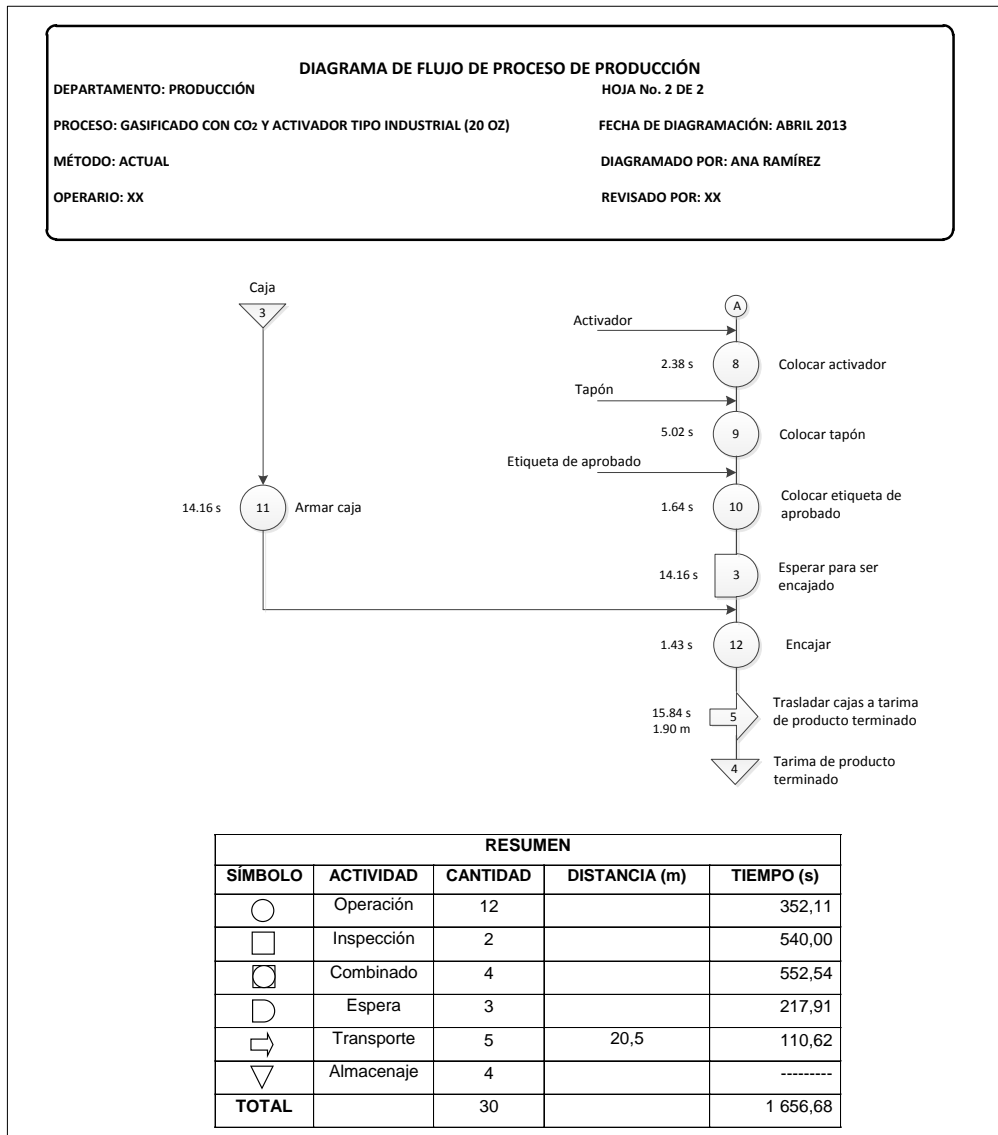 DIAGRAMA DE FLUJO DE PROCESO DE PRODUCCIÓN
DEPARTAMENTO: PRODUCCIÓN HOJA No. 2 DE 2
PROCESO: GASIFICADO CON CO2 Y ACTIVADOR TIPO INDUSTRIAL (20 OZ) FECHA DE DIAGRAMACIÓN: ABRIL 2013
MÉTODO: ACTUAL DIAGRAMADO POR: ANA RAMÍREZ
OPERARIO: XX REVISADO POR: XX
Caja
3
A
Activador
2.38 s 8 Colocar activador
Tapón
5.02 s 9 Colocar tapón
Etiqueta de aprobado
14.16 s 11 Armar caja
1.64 s 10 Colocar etiqueta de
aprobado
14.16 s 3 Esperar para ser
encajado
1.43 s 12 Encajar
15.84 s
1.90 m
5
Trasladar cajas a tarima
de producto terminado
4
Tarima de producto
terminado
RESUMEN
SÍMBOLO ACTIVIDAD CANTIDAD DISTANCIA (m) TIEMPO (s)
Operación 12 352,11
Inspección 2 540,00
Combinado 4 552,54
Espera 3 217,91
Transporte 5 20,5 110,62
Almacenaje 4 ---------
TOTAL 30 1 656,68